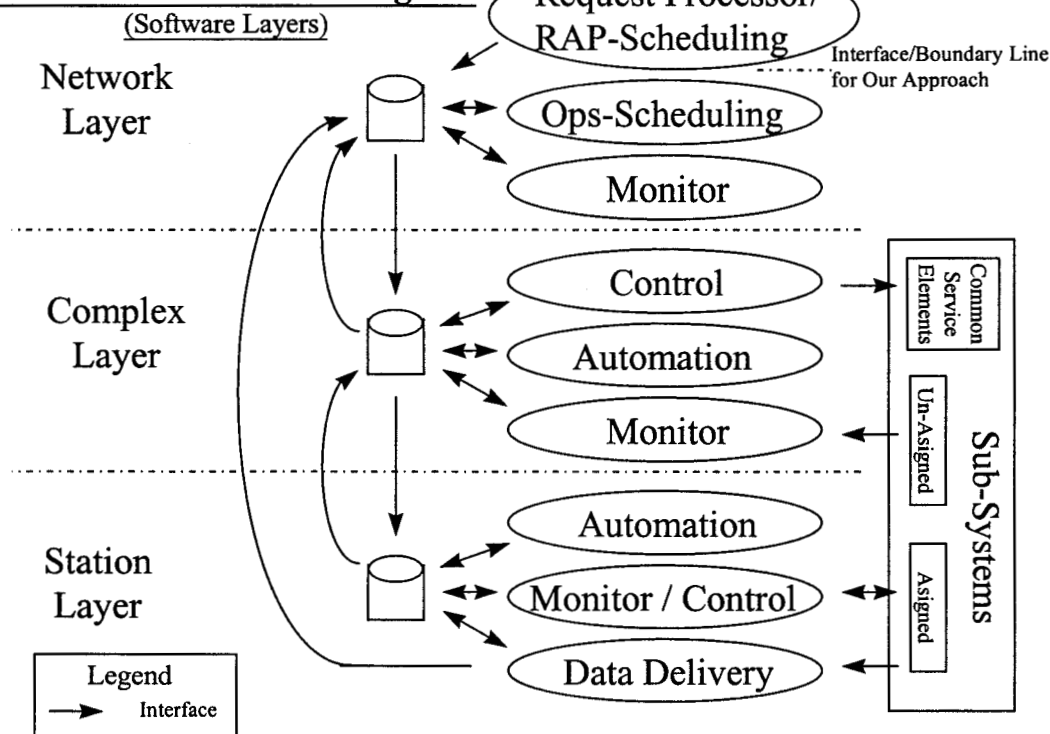 (Software Layers)
Request Processor/
RAP-Scheduling
Interface/Boundary Line
for Our Approach
Network
Layer
Ops-Scheduling
Monitor
Complex
Layer
Control
Automation
Monitor
Common
Service
Elements
Un-Asigned
Sub-Systems
Station
Layer
Automation
Monitor / Control
Asigned
Data Delivery
Legend
Interface